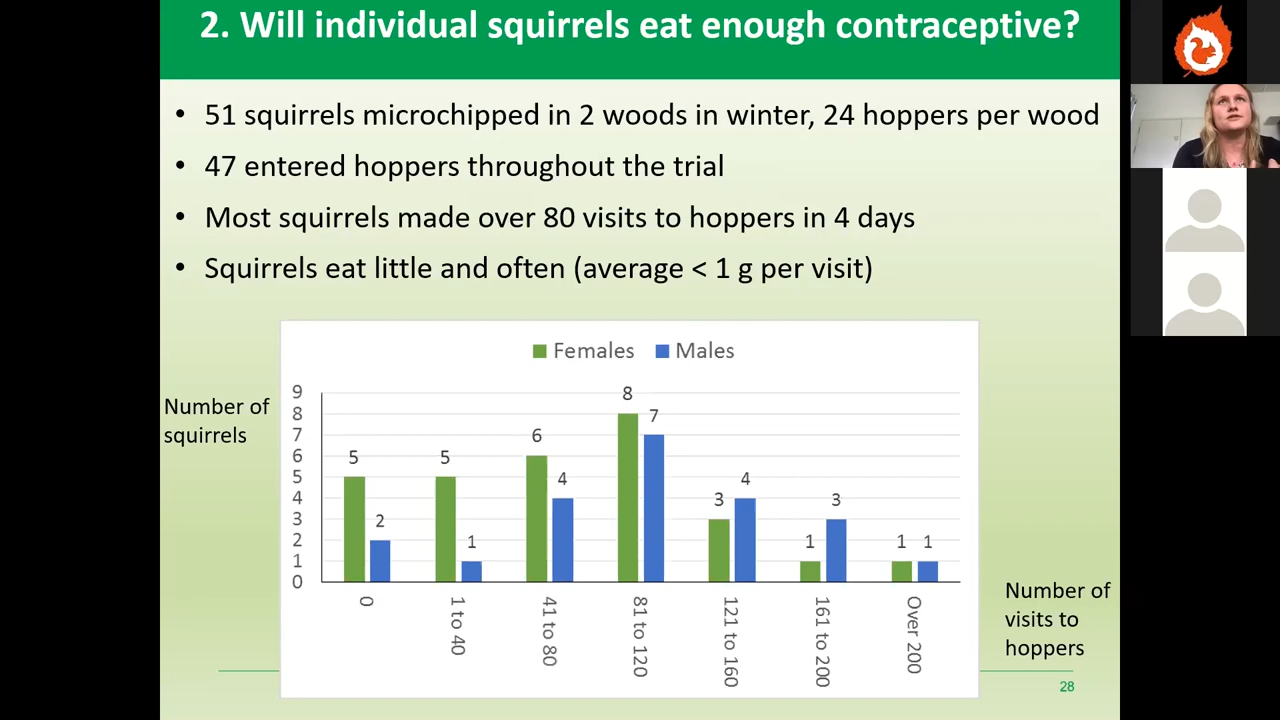 2. Will individual squirrels eat enough contraceptive?
• 51 squirrels microchipped in 2 woods in winter, 24 hoppers per wood
• 47 entered hoppers throughout the trial
• Most squirrels made over 80 visits to hoppers in 4 days
• Squirrels eat little and often (average < 1 g per visit)
Females Males
Number of
squirrels
9
8
7
6
5
4
3
2
1
0
5 2
5 1
6 4
8 7
3 4
1 3
1 1
0
1 to 40
41 to 80
81 to 120
121 to 160
161 to 200
Over 200
Number of
visits to
hoppers
28